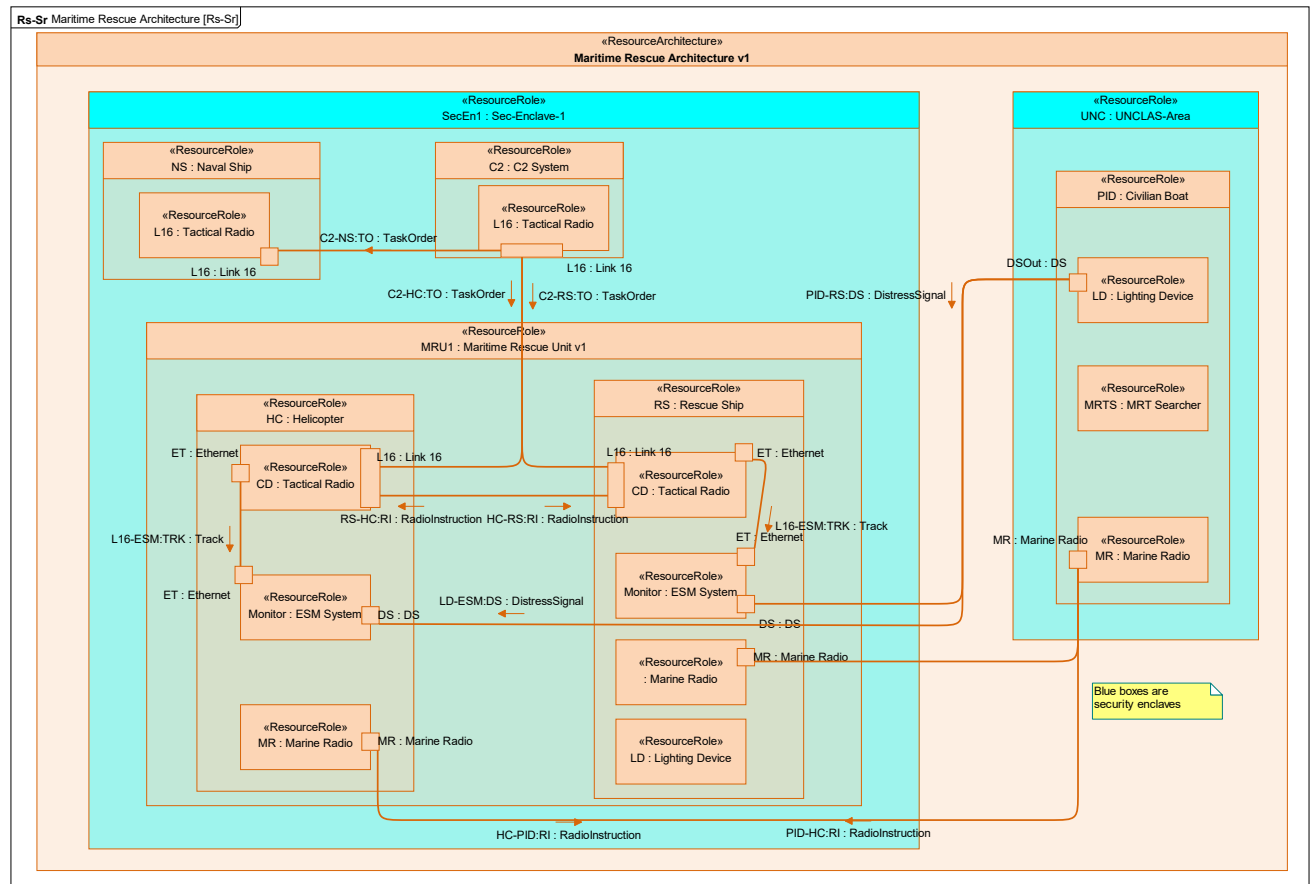 Rs-Sr Maritime Rescue Architecture [Rs-Sr]
«ResourceArchitecture»
Maritime Rescue Architecture v1
«ResourceRole»
SecEn1 : Sec-Enclave-1
«ResourceRole»
UNC : UNCLAS-Area
«ResourceRole»
NS : Naval Ship
«ResourceRole»
L16 : Tactical Radio
L16 : Link 16
«ResourceRole»
C2 : C2 System
«ResourceRole»
L16 : Tactical Radio
L16 : Link 16
C2-NS:TO : TaskOrder
C2-HC:TO : TaskOrder
C2-RS:TO : TaskOrder
PID-RS:DS : DistressSignal
«ResourceRole»
PID : Civilian Boat
DSOut : DS
«ResourceRole»
LD : Lighting Device
«ResourceRole»
MRTS : MRT Searcher
MR : Marine Radio
«ResourceRole»
MR : Marine Radio
«ResourceRole»
MRU1 : Maritime Rescue Unit v1
«ResourceRole»
HC : Helicopter
ET : Ethernet
«ResourceRole»
CD : Tactical Radio
L16 : Link 16
L16-ESM:TRK : Track
ET : Ethernet
«ResourceRole»
Monitor : ESM System
DS : DS
«ResourceRole»
MR : Marine Radio
MR : Marine Radio
RS-HC:RI : RadioInstruction
HC-RS:RI : RadioInstruction
LD-ESM:DS : DistressSignal
«ResourceRole»
RS : Rescue Ship
L16 : Link 16
ET : Ethernet
«ResourceRole»
CD : Tactical Radio
L16-ESM:TRK : Track
ET : Ethernet
«ResourceRole»
Monitor : ESM System
DS : DS
«ResourceRole»
: Marine Radio
MR : Marine Radio
«ResourceRole»
LD : Lighting Device
Blue boxes are
security enclaves
HC-PID:RI : RadioInstruction
PID-HC:RI : RadioInstruction